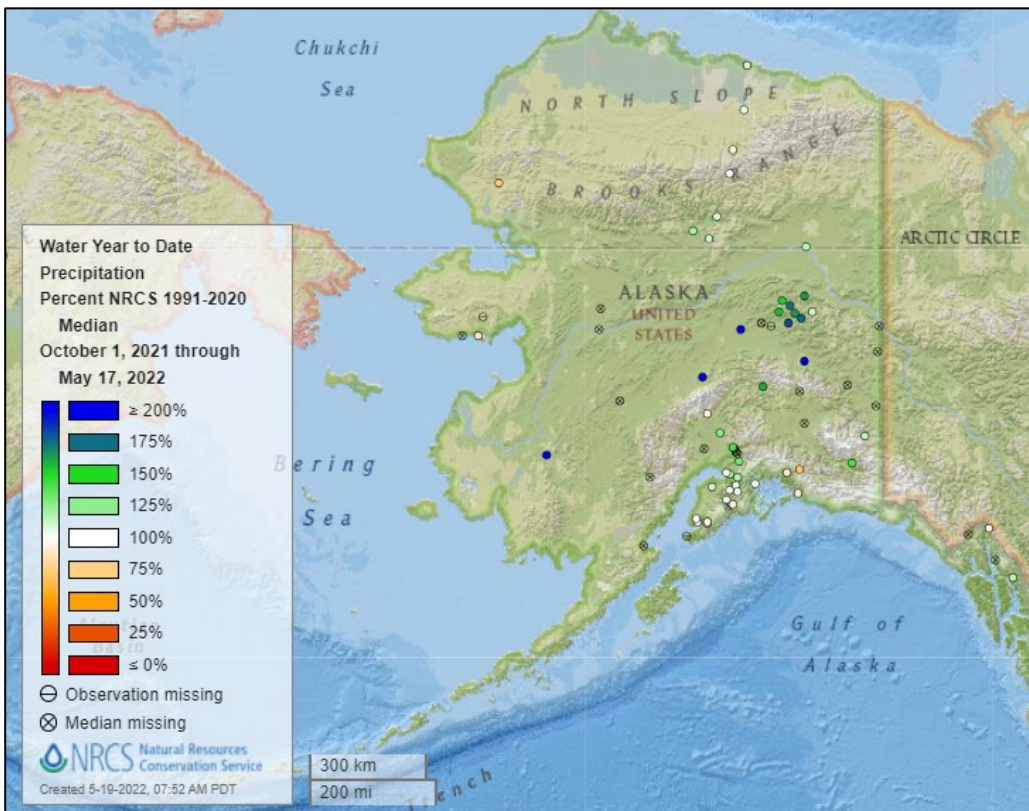 Chukchi
Sea
NORTH SLOPE
BROOKS RANGE
ARCTIC CIRCLE
ALASKA
UNITED
STATES
Bering
Sea
Gulf of
Alaska
Trench
Basin
Water Year to Date
Precipitation
Percent NRCS 1991-2020
Median
October 1, 2021 through
May 17, 2022
≥ 200%
175%
150%
125%
100%
75%
50%
25%
≤ 0%
Observation missing
Median missing
NRCS Natural Resources
Conservation Service
Created 5-19-2022, 07:52 AM PDT
300 km
200 mi